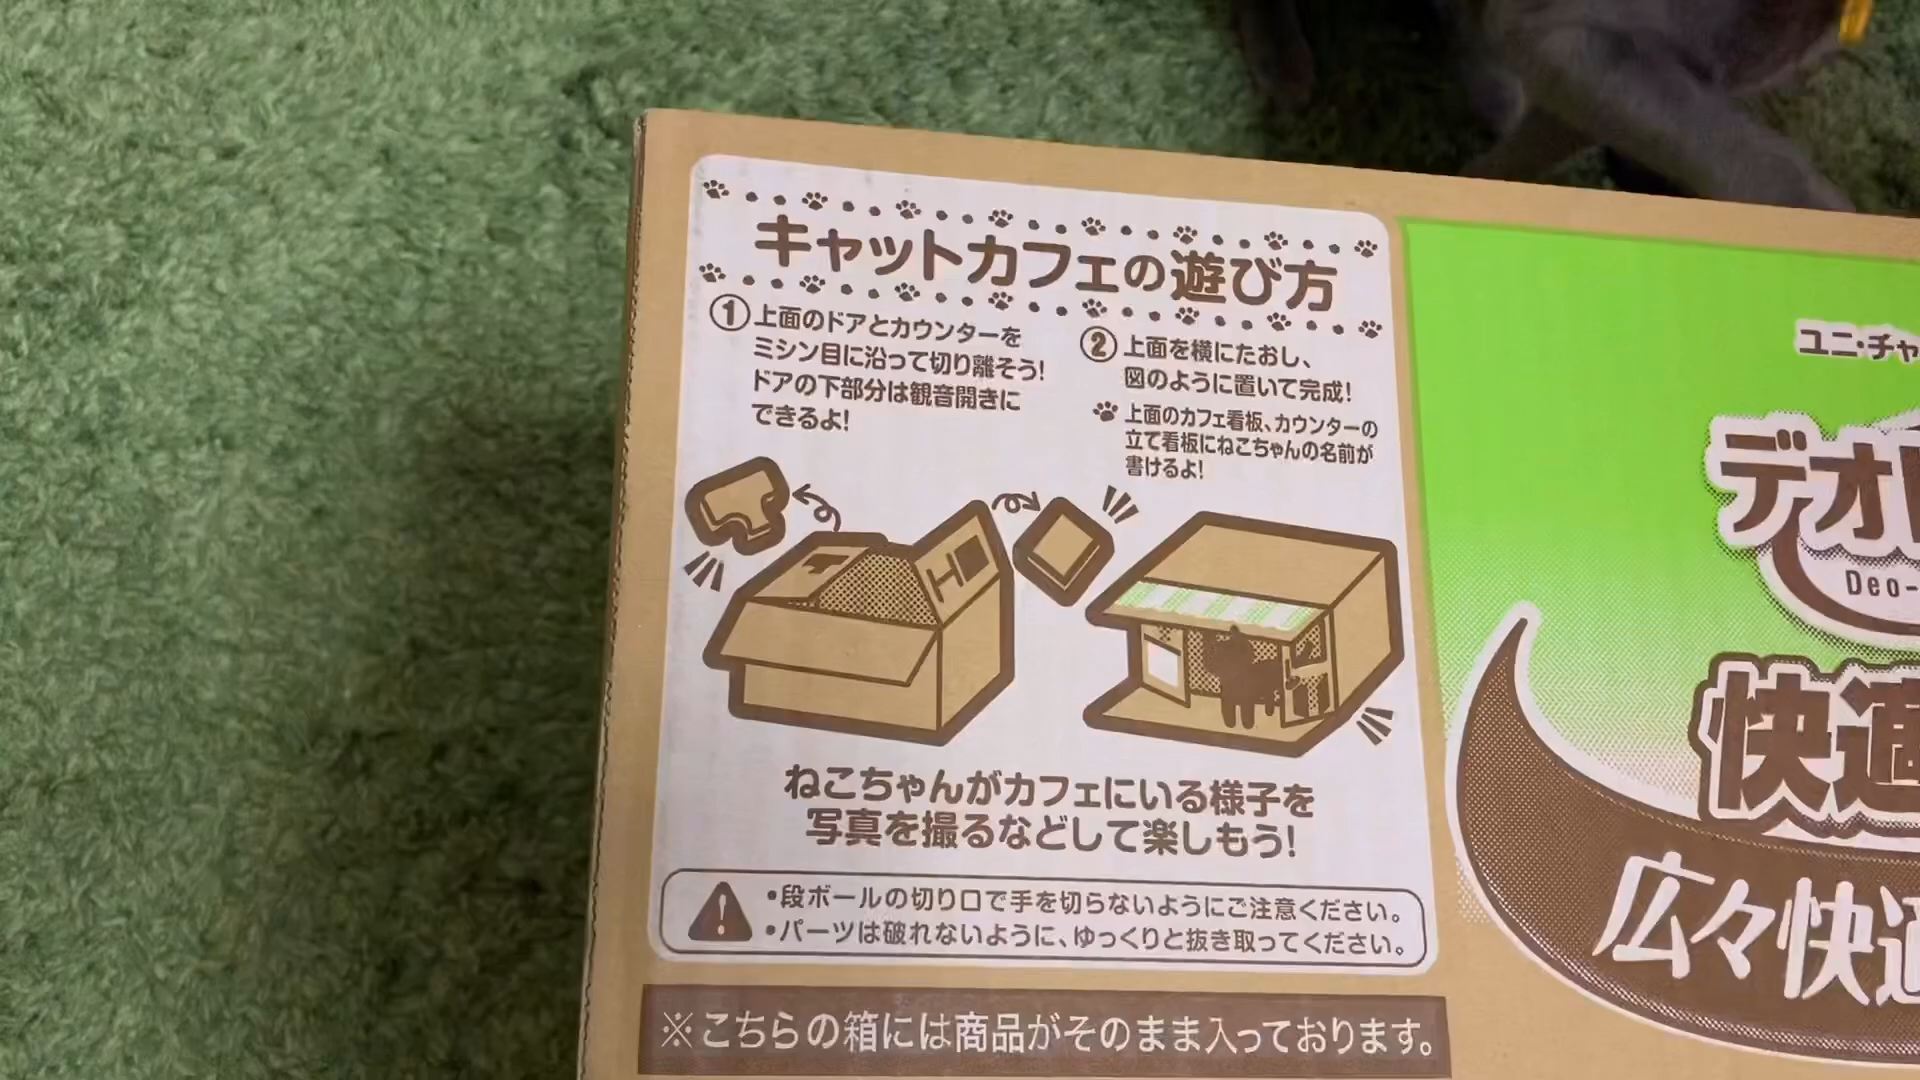 キャットカフェの遊び方
①上面のドアとカウンターを
ミシン目に沿って切り離そう!
ドアの下部分は観音開きに
できるよ!
②上面を横にたおし、
図のように置いて完成!
上面のカフェ看板、カウンターの
立て看板にねこちゃんの名前が
書けるよ!
ねこちゃんがカフェにいる様子を
写真を撮るなどして楽しもう!
•段ボールの切り口で手を切らないようにご注意ください。
•パーツは破れないように、ゆっくりと抜き取ってください。
※こちらの箱には商品がそのまま入っております。
ユニ・チャ
デオ
Deo-
快適
広々快適